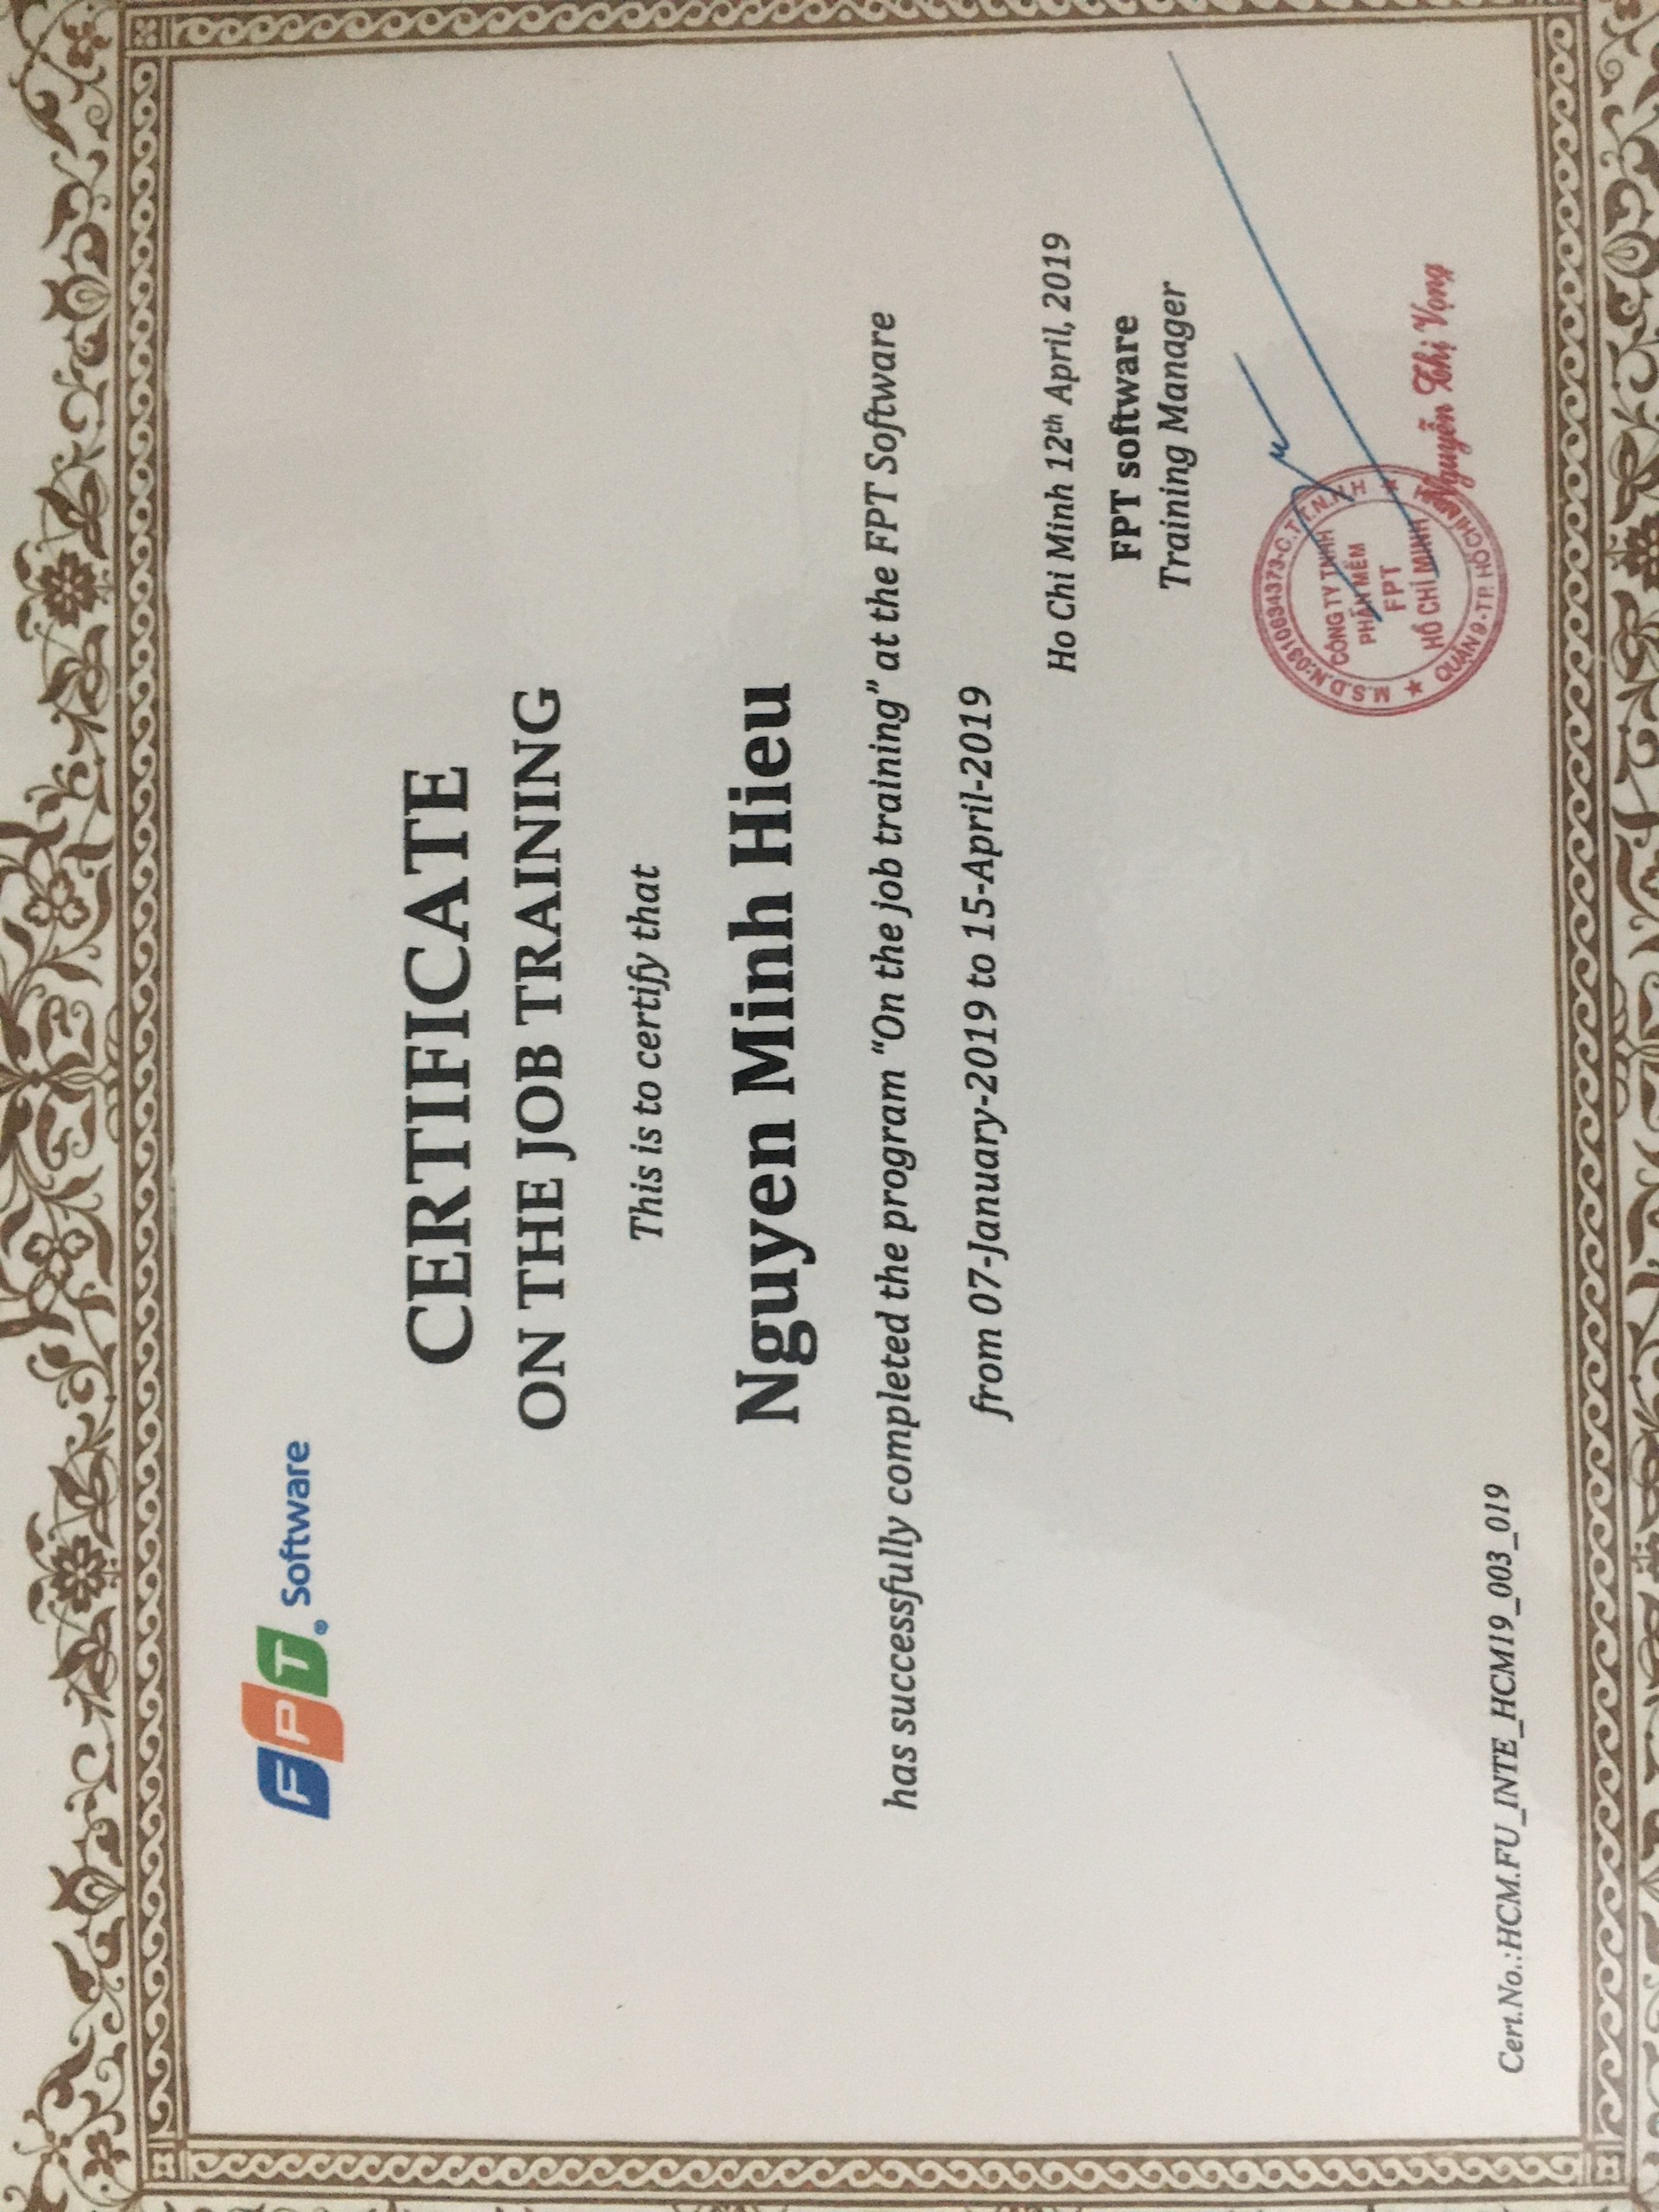 FPT® Software
CERTIFICATE
ON THE JOB TRAINING
This is to certify that
Nguyen Minh Hieu
has successfully completed the program “On the job training” at the FPT Software
from 07-January-2019 to 15-April-2019
Ho Chi Minh 12th April, 2019
FPT software
Training Manager
M.S.D.N:0310634373-C.T.T.N.H.H
CÔNG TY TNHH
PHẦN MỀM
FPT
HỒ CHÍ MINH
QUẬN 9-TP. HỒ CHÍ MINH
Nguyễn Thị Vọng
Cert.No.:HCM.FU_INTE_HCM19_003_019